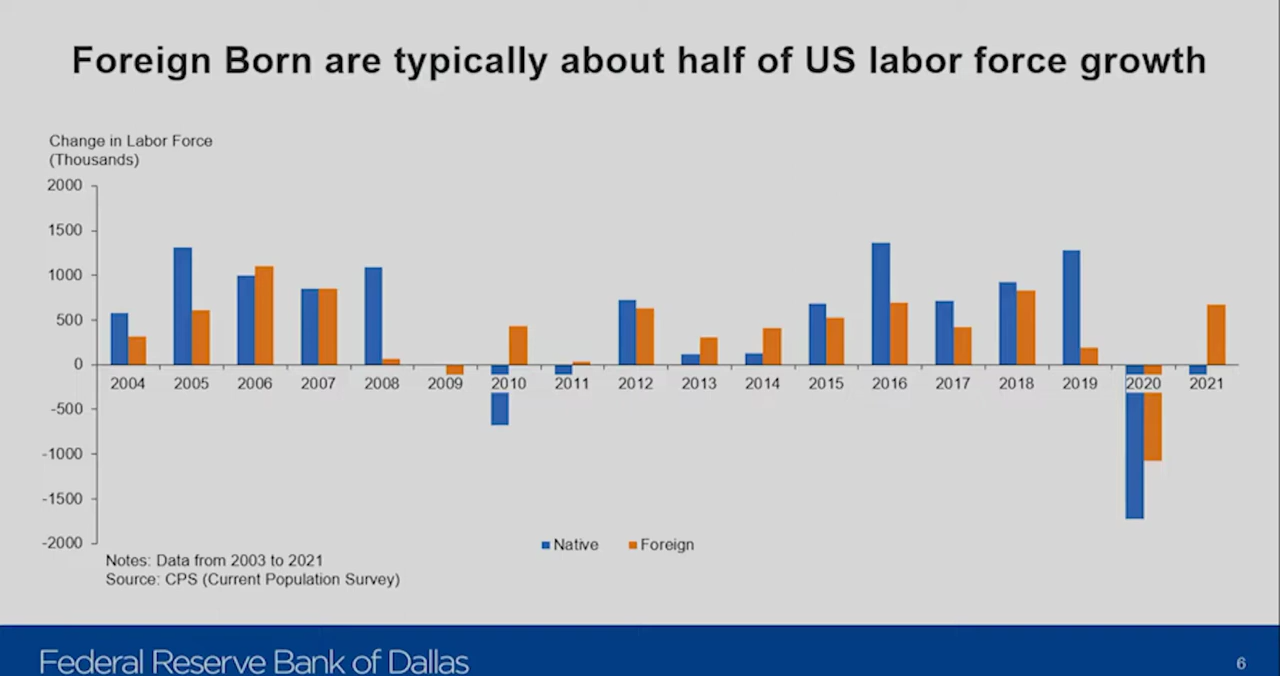 Foreign Born are typically about half of US labor force growth
Change in Labor Force
(Thousands)
2000
1500
1000
500
0
-500
-1000
-1500
-2000
2004 2005 2006 2007 2008 2009 2010 2011 2012 2013 2014 2015 2016 2017 2018 2019 2020 2021
Native Foreign
Notes: Data from 2003 to 2021
Source: CPS (Current Population Survey)
Federal Reserve Bank of Dallas
6